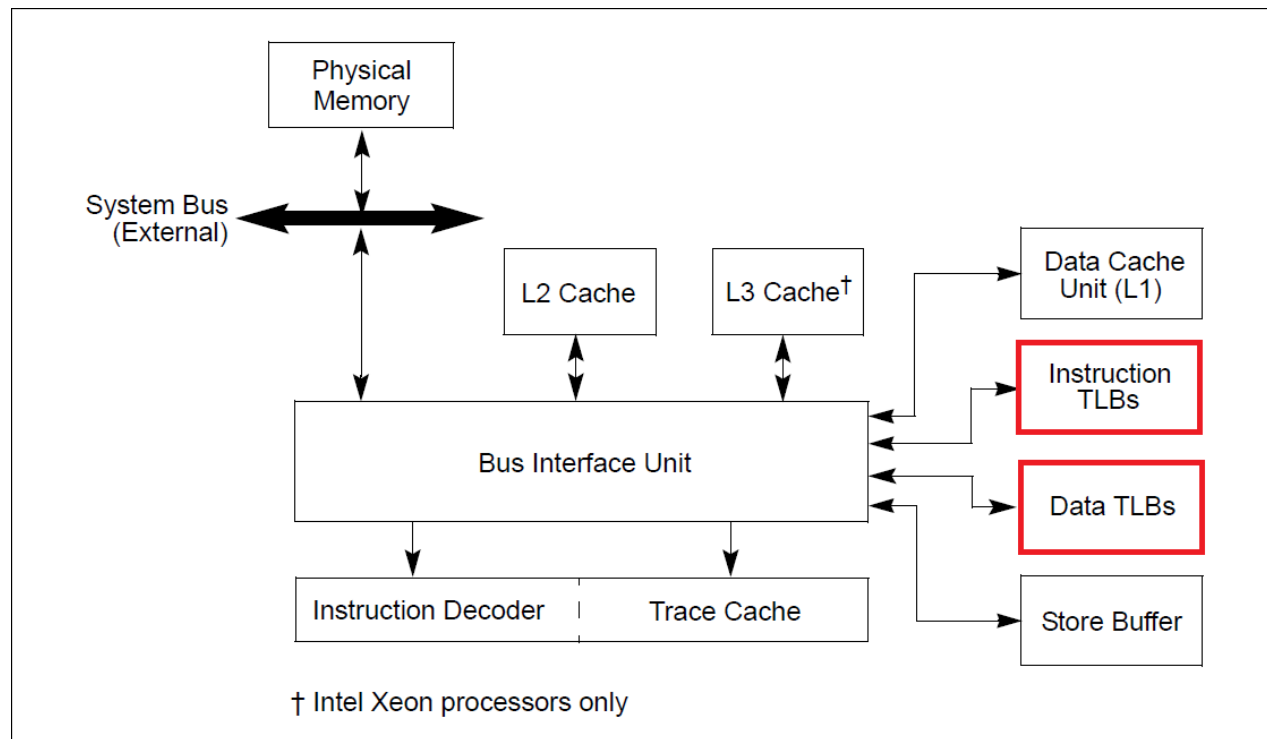 Physical
Memory
System Bus
(External)
L2 Cache
L3 Cache†
Data Cache
Unit (L1)
Instruction
TLBs
Bus Interface Unit
Data TLBs
Instruction Decoder
Trace Cache
Store Buffer
† Intel Xeon processors only